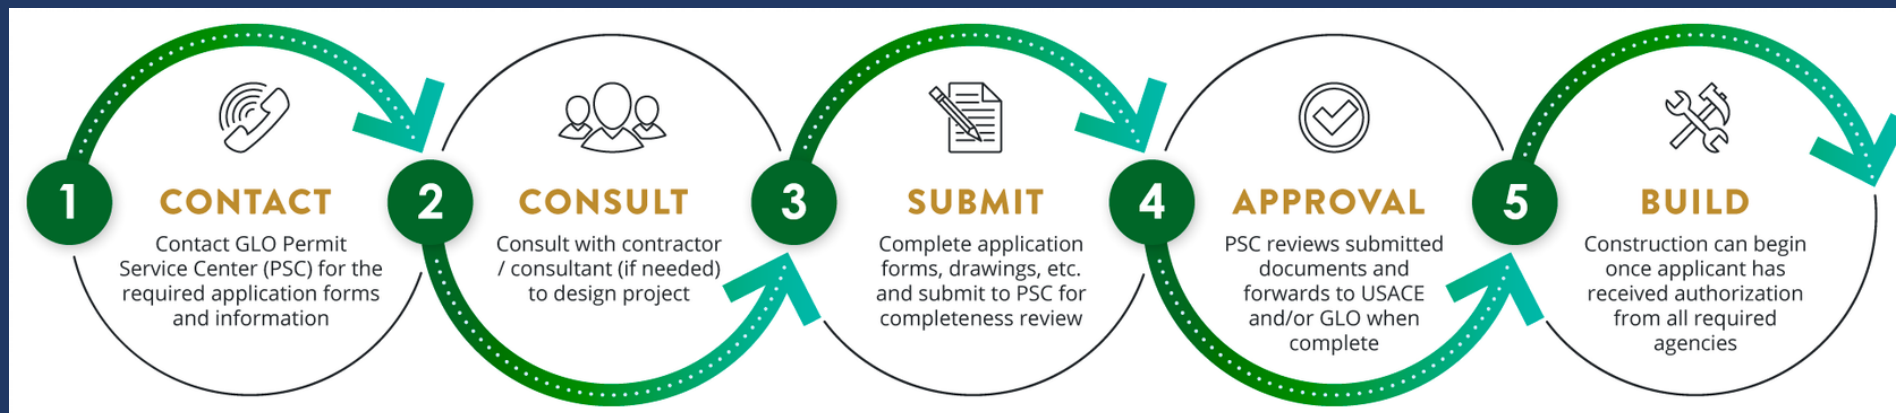 1
CONTACT
Contact GLO Permit
Service Center (PSC) for the
required application forms
and information
2
CONSULT
Consult with contractor
/ consultant (if needed)
to design project
3
SUBMIT
Complete application
forms, drawings, etc.
and submit to PSC for
completeness review
4
APPROVAL
PSC reviews submitted
documents and
forwards to USACE
and/or GLO when
complete
5
BUILD
Construction can begin
once applicant has
received authorization
from all required
agencies